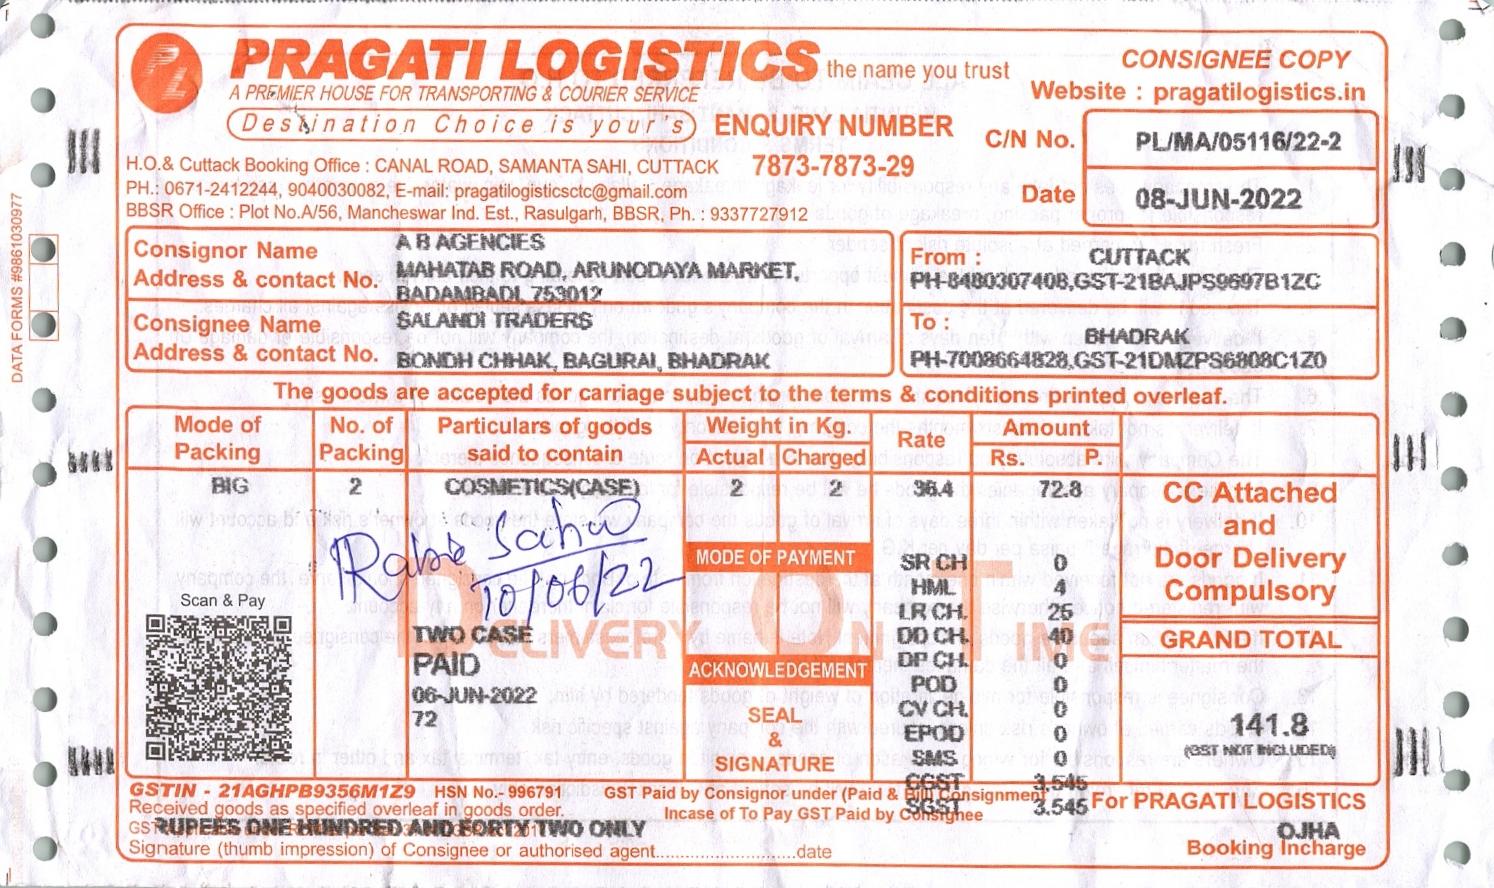 PL
PRAGATI LOGISTICS the name you trust
A PREMIER HOUSE FOR TRANSPORTING & COURIER SERVICE
Destination Choice is your's
ENQUIRY NUMBER
7873-7873-29
CONSIGNEE COPY
Website : pragatilogistics.in
C/N No. PL/MA/05116/22-2
Date 08-JUN-2022
H.O.& Cuttack Booking Office : CANAL ROAD, SAMANTA SAHI, CUTTACK
PH.: 0671-2412244, 9040030082, E-mail: pragatilogisticsctc@gmail.com
BBSR Office : Plot No.A/56, Mancheswar Ind. Est., Rasulgarh, BBSR, Ph. : 9337727912
DATA FORMS #9861030977
Consignor Name A B AGENCIES
Address & contact No. MAHATAB ROAD, ARUNODAYA MARKET,
BADAMBADI, 753012
From : CUTTACK
PH-8480307408,GST-21BAJPS9697B1ZC
Consignee Name SALANDI TRADERS
Address & contact No. BONDH CHHAK, BAGURAI, BHADRAK
To : BHADRAK
PH-7008664828,GST-21DMZPS6808C1Z0
The goods are accepted for carriage subject to the terms & conditions printed overleaf.
Mode of Packing No. of Packing Particulars of goods said to contain Weight in Kg. Actual Charged Rate Amount Rs. P.
BIG 2 COSMETICS(CASE) 2 2 36.4 72.8
CC Attached
and
Door Delivery
Compulsory
Sahoo
10/06/22
MODE OF PAYMENT
SR CH 0
HML 4
LR CH. 25
DD CH. 40
DP CH. 0
POD 0
CV CH. 0
EPOD 0
SMS 0
CGST 3.545
SGST 3.545
Scan & Pay
DELIVERY ON TIME
TWO CASE
PAID
06-JUN-2022
72
ACKNOWLEDGEMENT
SEAL
&
SIGNATURE
GRAND TOTAL
141.8
(GST NOT INCLUDED)
GSTIN - 21AGHPB9356M1Z9 HSN No.- 996791 GST Paid by Consignor under (Paid & Bill) Consignment
Incase of To Pay GST Paid by Consignee
Received goods as specified overleaf in goods order.
RUPEES ONE HUNDRED AND FORTY TWO ONLY
Signature (thumb impression) of Consignee or authorised agent..........................date
For PRAGATI LOGISTICS
OJHA
Booking Incharge